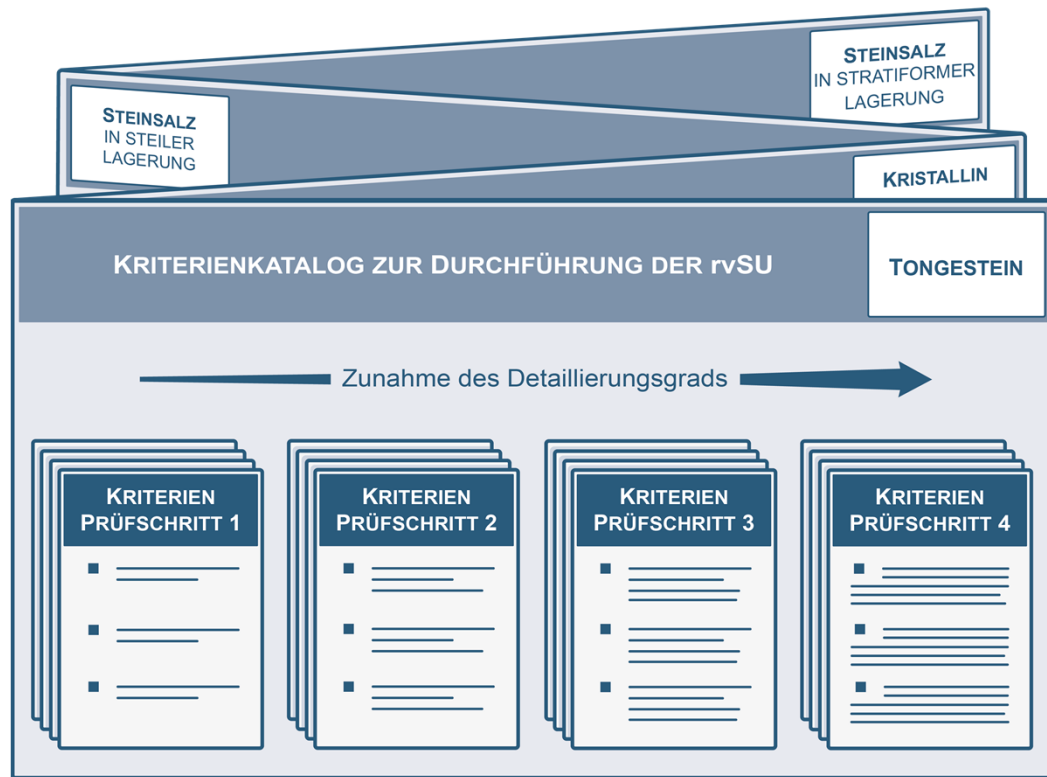 STEINSALZ
IN STRATIFORMER
LAGERUNG
STEINSALZ
IN STEILER
LAGERUNG
KRISTALLIN
KRITERIENKATALOG ZUR DURCHFÜHRUNG DER rvSU
TONGESTEIN
Zunahme des Detaillierungsgrads
KRITERIEN
PRÜFSCHRITT 1
KRITERIEN
PRÜFSCHRITT 2
KRITERIEN
PRÜFSCHRITT 3
KRITERIEN
PRÜFSCHRITT 4